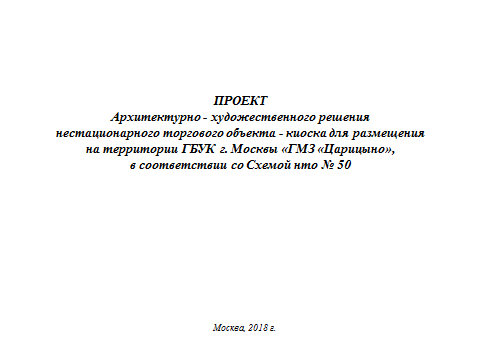 ПРОЕКТ
Архитектурно - художественного решения
нестационарного торгового объекта - киоска для размещения
на территории ГБУК г. Москвы «ГМЗ «Царицыно»,
в соответствии со Схемой нто № 50
Москва, 2018 г.